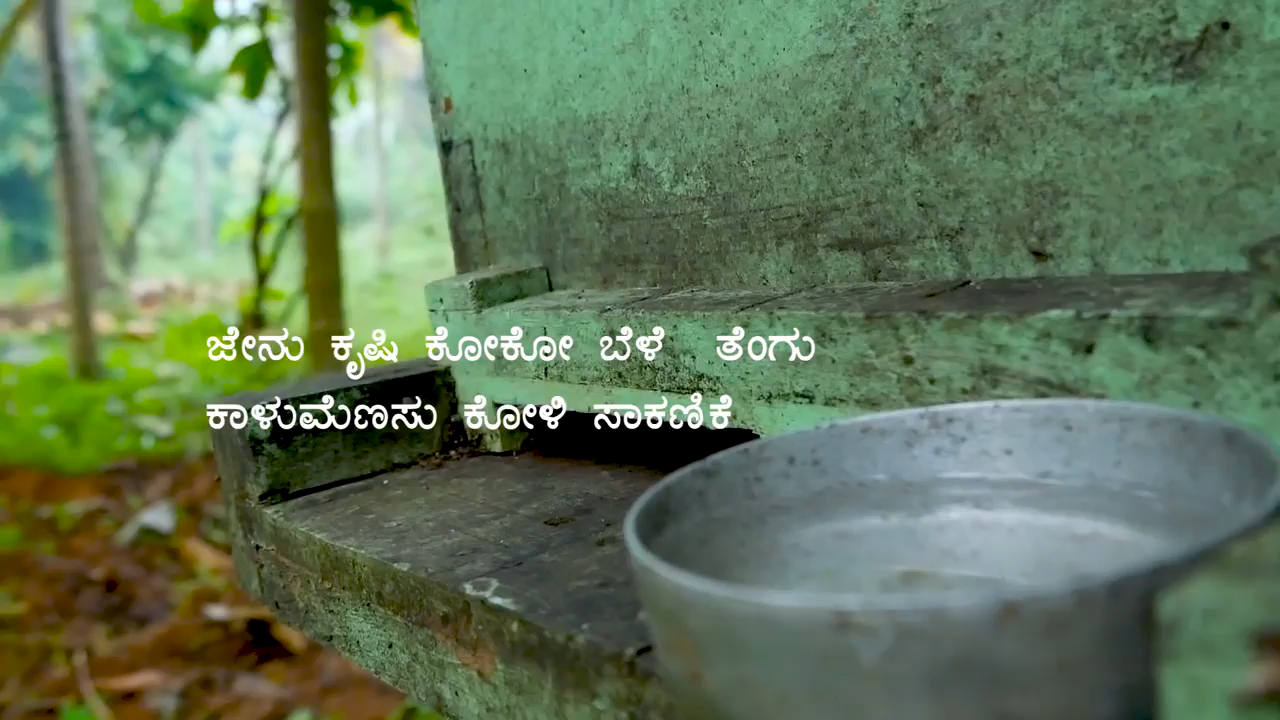 ಜೇನು ಕೃಷಿ ಕೋಕೋ ಬೆಳೆ ತೆಂಗು
ಕಾಳುಮೆಣಸು ಕೋಳಿ ಸಾಕಣಿಕೆ